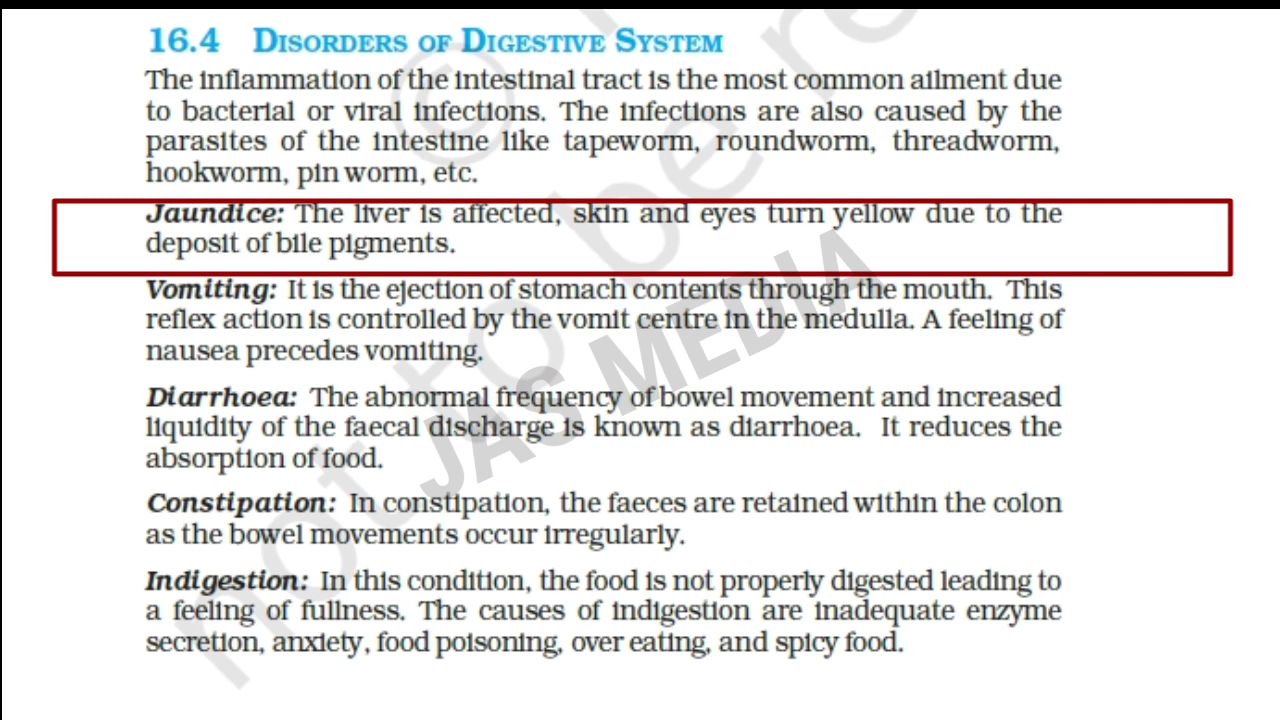 16.4 DISORDERS OF DIGESTIVE SYSTEM
The inflammation of the intestinal tract is the most common ailment due
to bacterial or viral infections. The infections are also caused by the
parasites of the intestine like tapeworm, roundworm, threadworm,
hookworm, pin worm, etc.
Jaundice: The liver is affected, skin and eyes turn yellow due to the
deposit of bile pigments.
Vomiting: It is the ejection of stomach contents through the mouth. This
reflex action is controlled by the vomit centre in the medulla. A feeling of
nausea precedes vomiting.
Diarrhoea: The abnormal frequency of bowel movement and increased
liquidity of the faecal discharge is known as diarrhoea. It reduces the
absorption of food.
Constipation: In constipation, the faeces are retained within the colon
as the bowel movements occur irregularly.
Indigestion: In this condition, the food is not properly digested leading to
a feeling of fullness. The causes of indigestion are inadequate enzyme
secretion, anxiety, food poisoning, over eating, and spicy food.
JAS MEDIA
©
not to be re